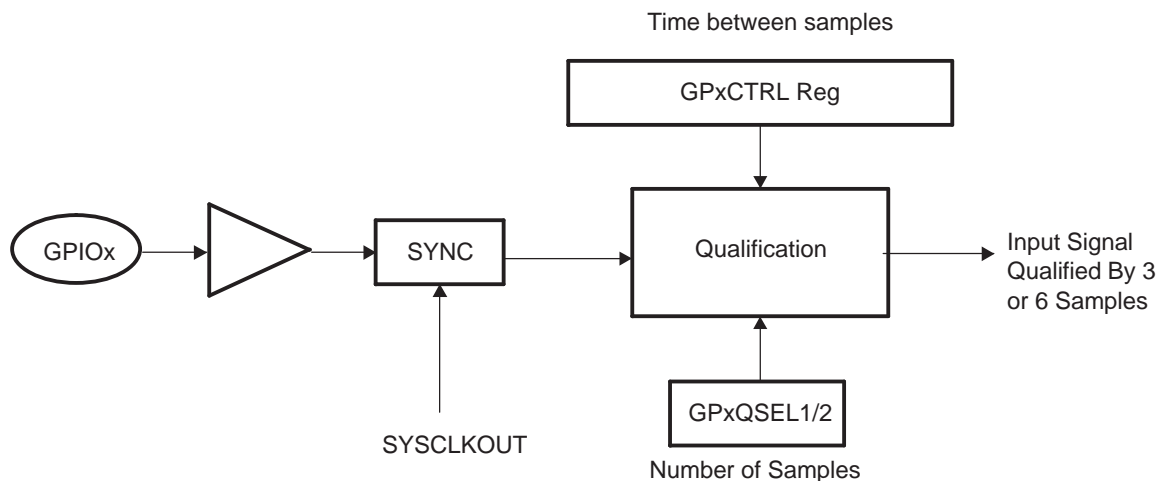 Time between samples
GPxCTRL Reg
GPIOx
SYNC
Qualification
Input Signal
Qualified By 3
or 6 Samples
GPxQSEL1/2
SYSCLKOUT
Number of Samples